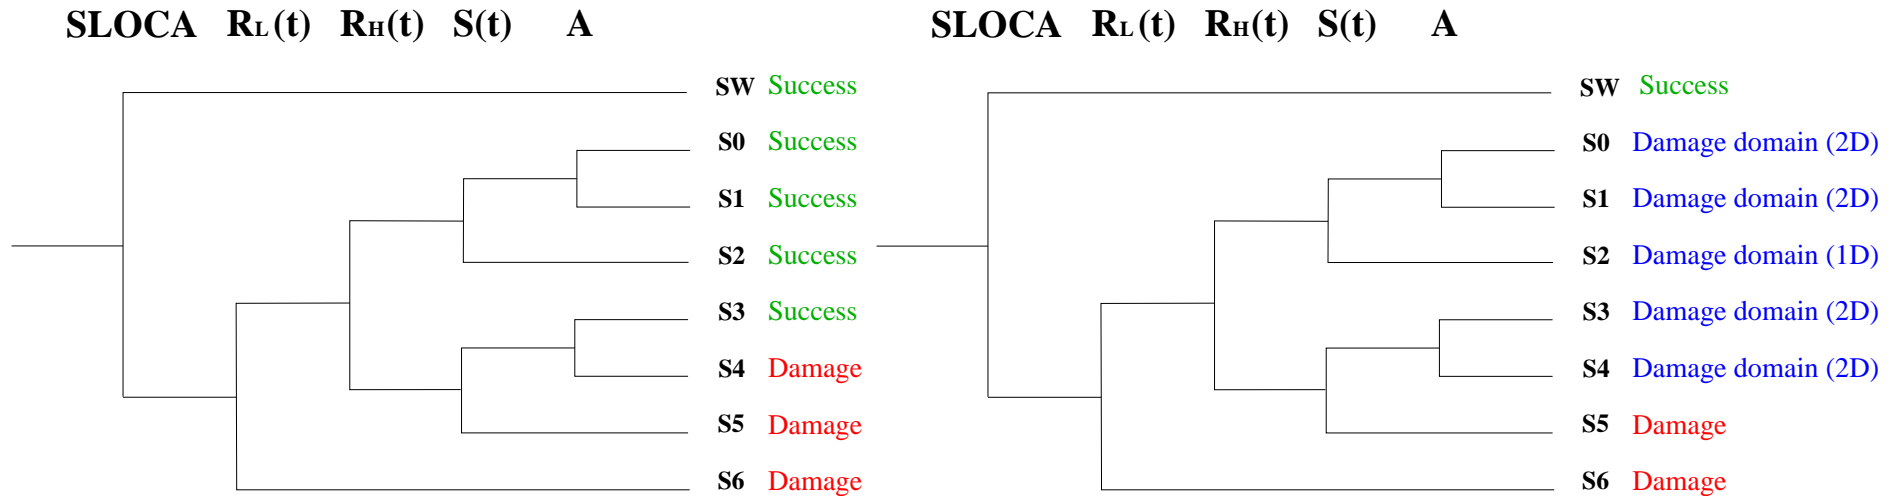 SLOCA RL(t) RH(t) S(t) A
SW Success
S0 Success
S1 Success
S2 Success
S3 Success
S4 Damage
S5 Damage
S6 Damage
SLOCA RL(t) RH(t) S(t) A
SW Success
S0 Damage domain (2D)
S1 Damage domain (2D)
S2 Damage domain (1D)
S3 Damage domain (2D)
S4 Damage domain (2D)
S5 Damage
S6 Damage